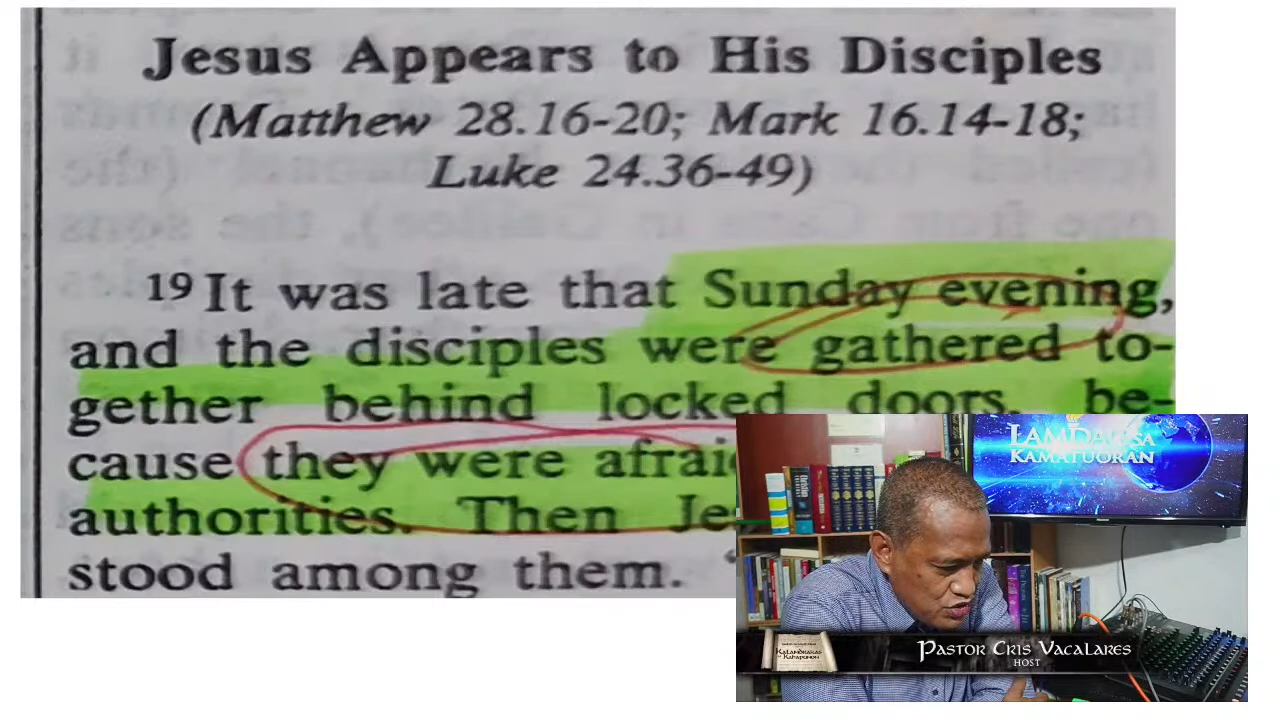 Jesus Appears to His Disciples
(Matthew 28.16-20; Mark 16.14-18;
Luke 24.36-49)
19 It was late that Sunday evening,
and the disciples were gathered to-
gether behind locked doors, be-
cause they were afraid
authorities. Then Je
stood among them. "
LAMDAG SA
KAMATUORAN
PASTOR CRIS VACALARES
HOST